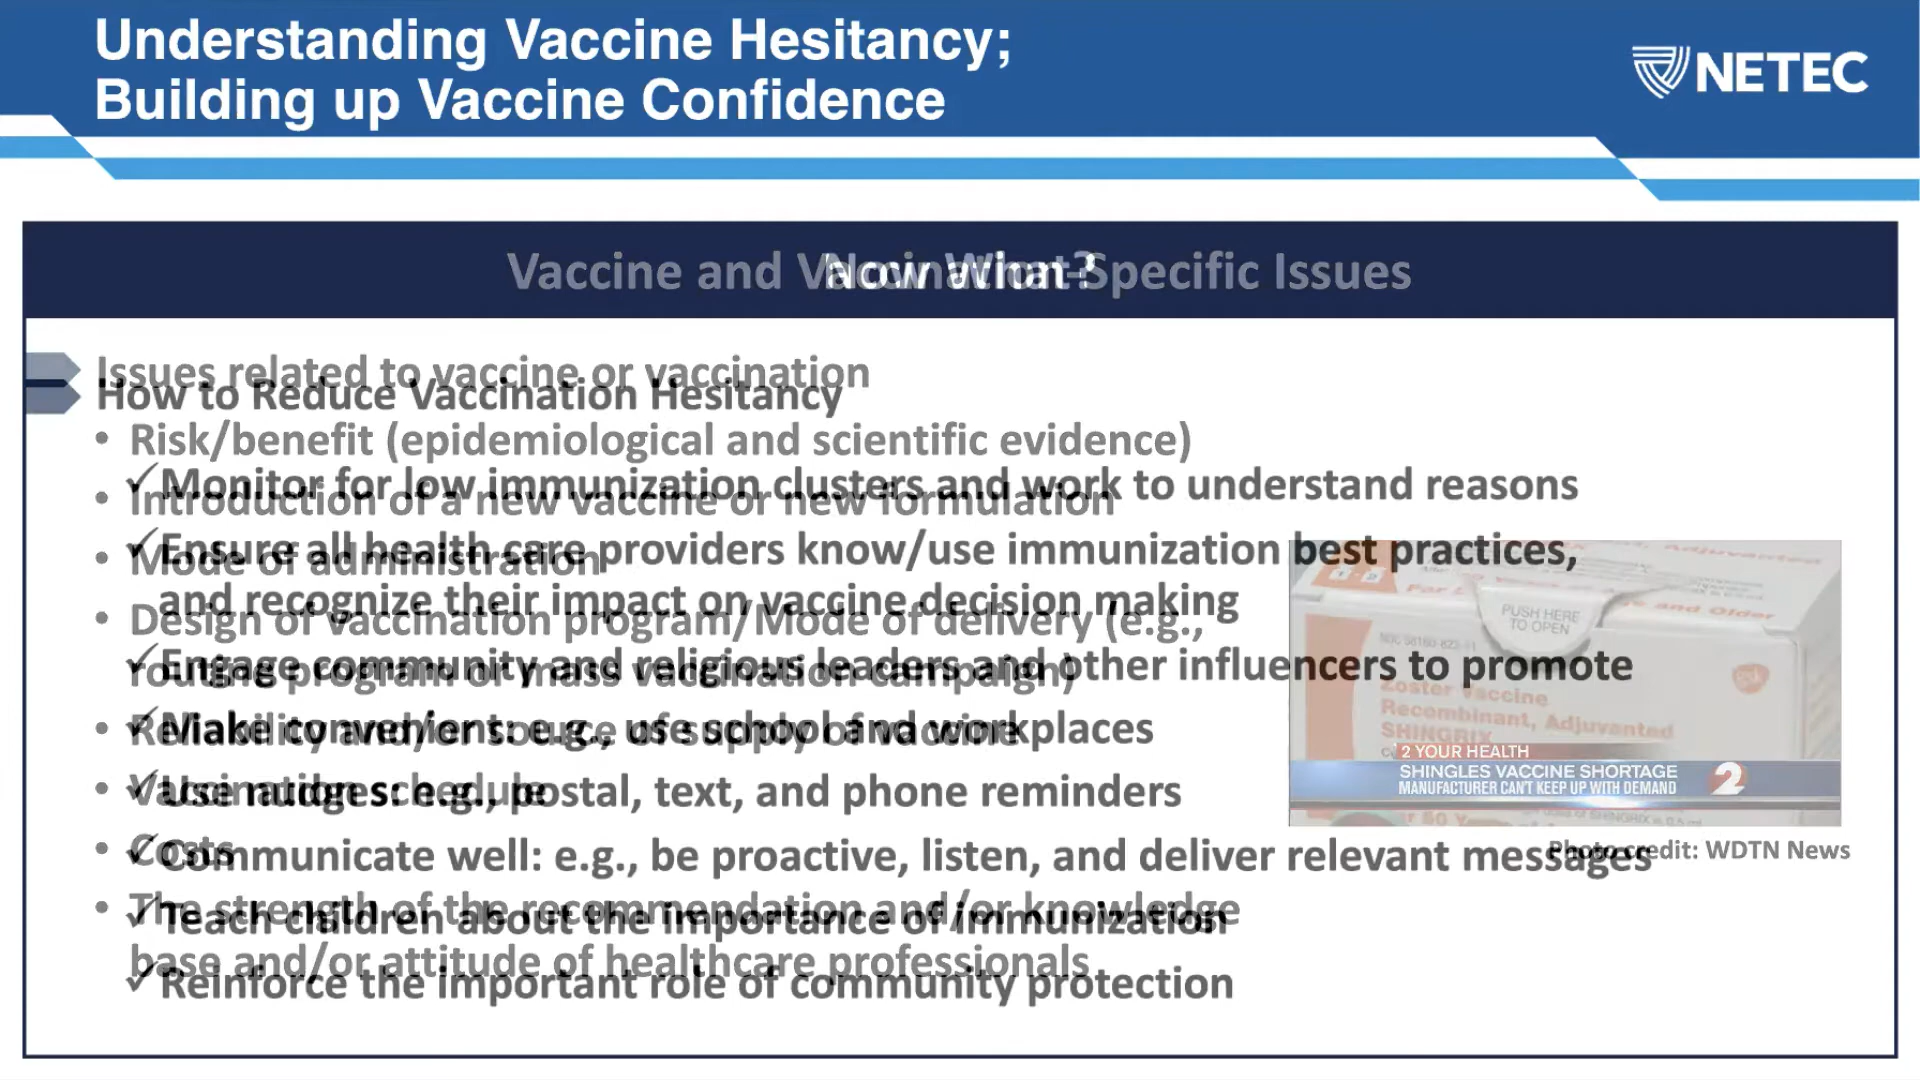 Understanding Vaccine Hesitancy;
Building up Vaccine Confidence
NETEC
Vaccine and Vaccination-Specific Issues
Now What?
Issues related to vaccine or vaccination
How to Reduce Vaccination Hesitancy
• Risk/benefit (epidemiological and scientific evidence)
✓ Monitor for low immunization clusters and work to understand reasons
• Introduction of a new vaccine or new formulation
✓ Ensure all health care providers know/use immunization best practices,
• Mode of administration
and recognize their impact on vaccine decision making
• Design of vaccination program/Mode of delivery (e.g.,
✓ Engage community and religious leaders and other influencers to promote
routine program or mass vaccination campaign)
✓ Make convenient: e.g., use school and workplaces
• Reliability and/or source of supply of vaccine
✓ Use nudges: e.g., postal, text, and phone reminders
• Vaccination schedule
• Costs
✓ Communicate well: e.g., be proactive, listen, and deliver relevant messages
• The strength of the recommendation and/or knowledge
✓ Teach children about the importance of immunization
base and/or attitude of healthcare professionals
✓ Reinforce the important role of community protection
PUSH HERE
TO OPEN
Zoster Vaccine
Recombinant, Adjuvanted
SHINGRIX
gsk
2 YOUR HEALTH
SHINGLES VACCINE SHORTAGE
MANUFACTURER CAN'T KEEP UP WITH DEMAND
2
Photo credit: WDTN News